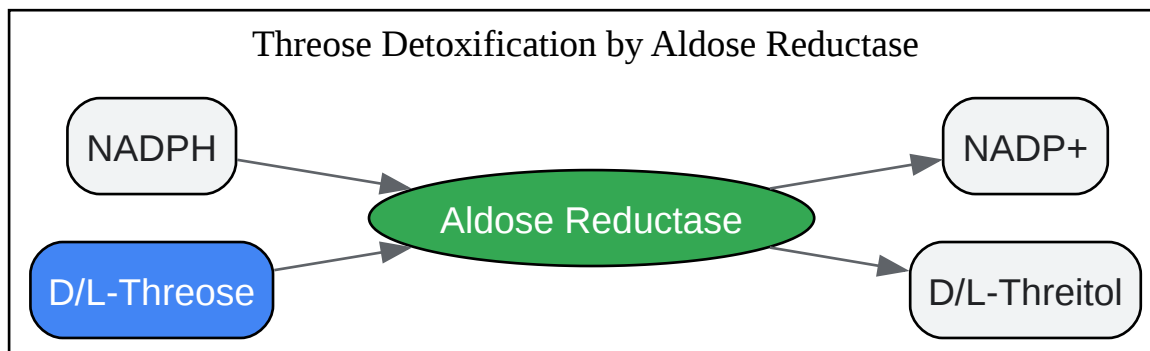 Threose Detoxification by Aldose Reductase
NADPH
NADP+
Aldose Reductase
D/L-Threose
D/L-Threitol